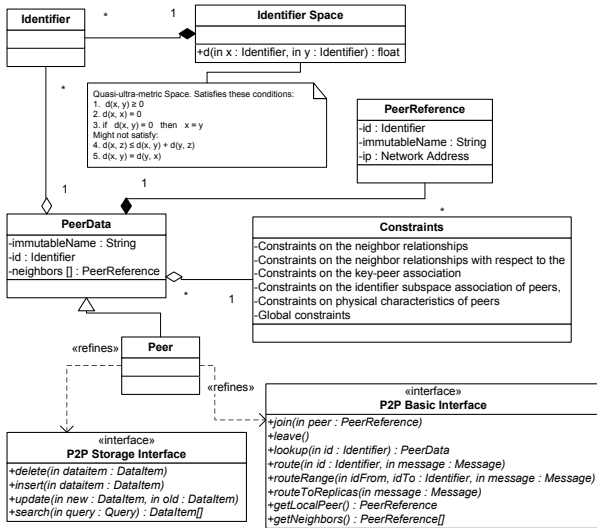 Identifier
1
Identifier Space
*
+d(in x : Identifier, in y : Identifier) : float
*
Quasi-ultra-metric Space. Satisfies these conditions:
1. d(x, y) ≥ 0
2. d(x, x) = 0
3. if d(x, y) = 0 then x = y
Might not satisfy:
4. d(x, z) ≤ d(x, y) + d(y, z)
5. d(x, y) = d(y, x)
PeerReference
-id : Identifier
-immutableName : String
-ip : Network Address
1
1
*
PeerData
-immutableName : String
-id : Identifier
-neighbors [] : PeerReference
Constraints
-Constraints on the neighbor relationships
-Constraints on the neighbor relationships with respect to the
-Constraints on the key-peer association
-Constraints on the identifier subspace association of peers,
-Constraints on physical characteristics of peers
-Global constraints
*
1
Peer
«refines»
«refines»
«interface»
P2P Storage Interface
+delete(in dataitem : DataItem)
+insert(in dataitem : DataItem)
+update(in new : DataItem, in old : DataItem)
+search(in query : Query) : DataItem[]
«interface»
P2P Basic Interface
+join(in peer : PeerReference)
+leave()
+lookup(in id : Identifier) : PeerData
+route(in id : Identifier, in message : Message)
+routeRange(in idFrom, idTo : Identifier, in message : Message)
+routeToReplicas(in message : Message)
+getLocalPeer() : PeerReference
+getNeighbors() : PeerReference[]